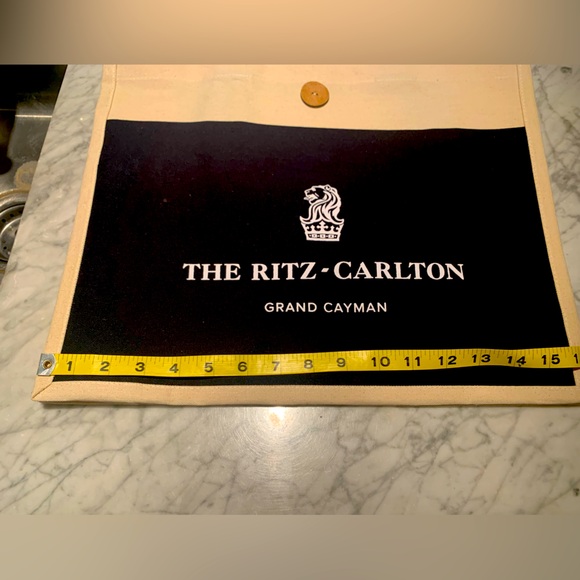 THE RITZ-CARLTON
GRAND CAYMAN
1 2 3 4 5 6 7 8 9 10 11 12 13 14 15